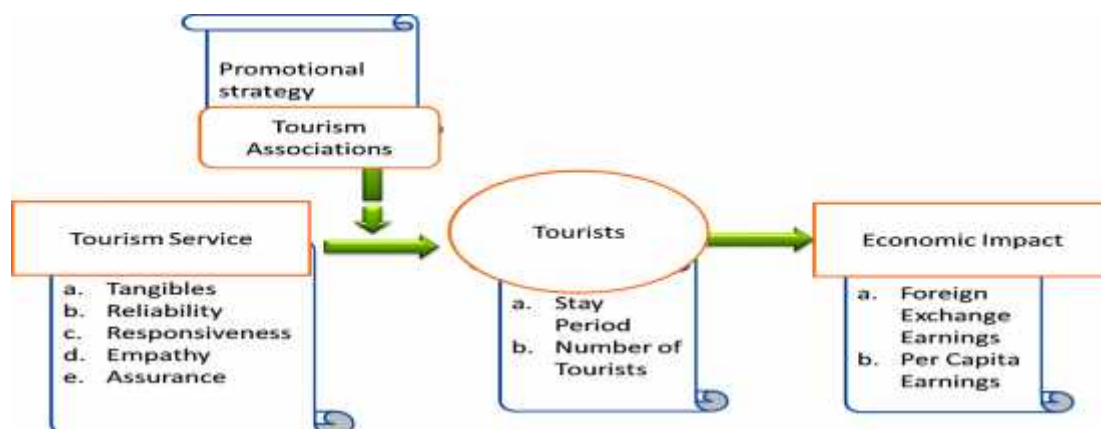 Promotional
strategy
Tourism
Associations
Tourism Service
a. Tangibles
b. Reliability
c. Responsiveness
d. Empathy
e. Assurance
Tourists
a. Stay
Period
b. Number of
Tourists
Economic Impact
a. Foreign
Exchange
Earnings
b. Per Capita
Earnings